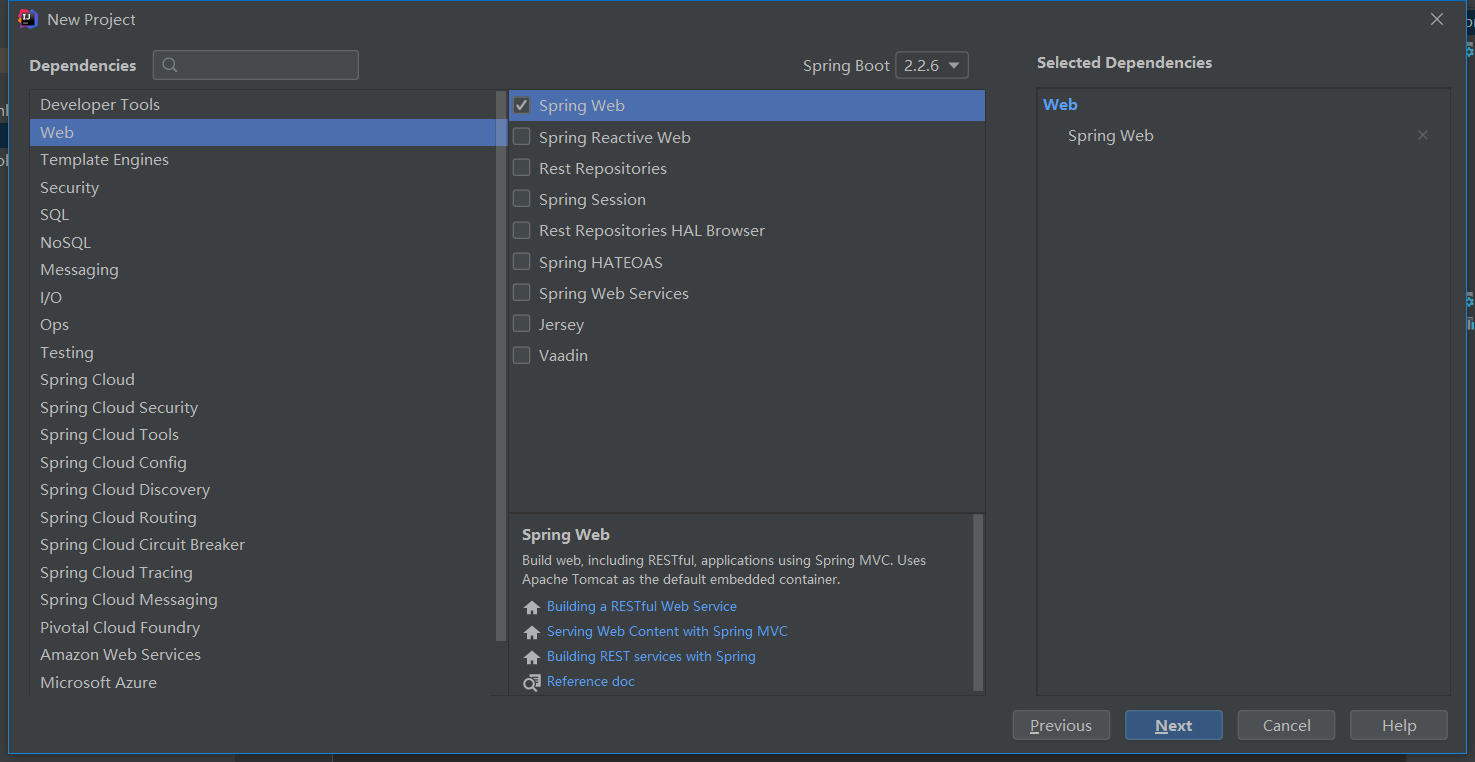 New Project
Dependencies
Spring Boot 2.2.6
Selected Dependencies
Developer Tools
Web
Template Engines
Security
SQL
NoSQL
Messaging
I/O
Ops
Testing
Spring Cloud
Spring Cloud Security
Spring Cloud Tools
Spring Cloud Config
Spring Cloud Discovery
Spring Cloud Routing
Spring Cloud Circuit Breaker
Spring Cloud Tracing
Spring Cloud Messaging
Pivotal Cloud Foundry
Amazon Web Services
Microsoft Azure
Spring Web
Spring Reactive Web
Rest Repositories
Spring Session
Rest Repositories HAL Browser
Spring HATEOAS
Spring Web Services
Jersey
Vaadin
Spring Web
Build web, including RESTful, applications using Spring MVC. Uses
Apache Tomcat as the default embedded container.
Building a RESTful Web Service
Serving Web Content with Spring MVC
Building REST services with Spring
Reference doc
Web
Spring Web
Previous
Next
Cancel
Help